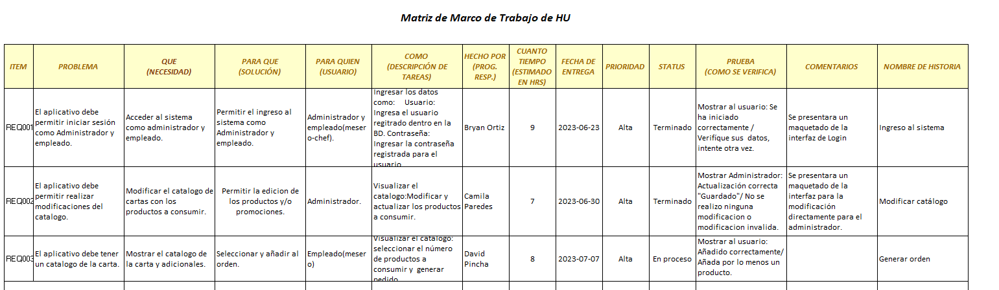 Matriz de Marco de Trabajo de HU
ITEM
PROBLEMA
QUE
(NECESIDAD)
PARA QUE
(SOLUCIÓN)
PARA QUIEN
(USUARIO)
COMO
(DESCRIPCIÓN DE
TAREAS)
HECHO POR
(PROG.
RESP.)
CUANTO
TIEMPO
(ESTIMADO
EN HRS)
FECHA DE
ENTREGA
PRIORIDAD
STATUS
PRUEBA
(COMO SE VERIFICA)
COMENTARIOS
NOMBRE DE HISTORIA
REQ001
El aplicativo debe
permitir iniciar sesión
como Administrador y
empleado.
Acceder al sistema
como administrador y
empleado.
Permitir el ingreso al
sistema como
Administrador y
empleado.
Administrador y
empleado(meser
o-chef).
Ingresar los datos
como: Usuario:
Ingresa el usuario
regitrado dentro en la
BD. Contraseña:
Ingresar la contraseña
registrada para el
usuario
Bryan Ortiz
9
2023-06-23
Alta
Terminado
Mostrar al usuario: Se
ha iniciado
correctamente /
Verifíque sus datos,
intente otra vez.
Se presentara un
maquetado de la
interfaz de Login
Ingreso al sistema
REQ002
El aplicativo debe
permitir realizar
modificaciones del
catalogo.
Modificar el catalogo de
cartas con los
productos a consumir.
Permitir la edicion de
los productos y/o
promociones.
Administrador.
Visualizar el
catalogo:Modificar y
actualizar los productos
a consumir.
Camila
Paredes
7
2023-06-30
Alta
Terminado
Mostrar Administrador:
Actualización correcta
"Guardado"/ No se
realizo ninguna
modificacion o
modificacion invalida.
Se presentara un
maquetado de la
interfaz para la
modificación
directamente para el
administrador.
Modificar catálogo
REQ003
El aplicativo debe tener
un catalogo de la carta.
Mostrar el catalogo de
la carta y adicionales.
Seleccionar y añadir al
orden.
Empleado(meser
o)
Visualizar el catalogo:
seleccionar el número
de productos a
consumir y generar
pedido
David
Pincha
8
2023-07-07
Alta
En proceso
Mostrar al usuario:
Añadido correctamente/
Añada por lo menos un
producto.
Generar orden